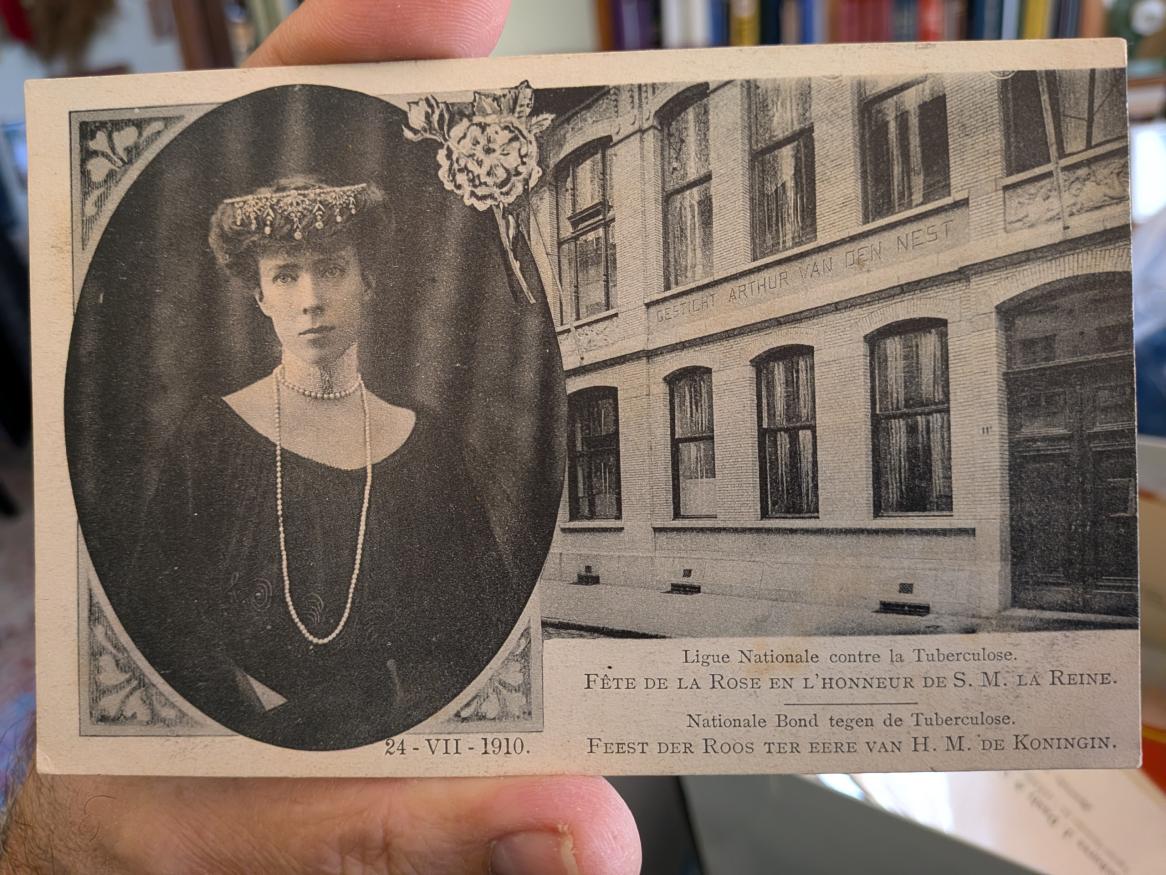 GESTICHT ARTHUR VAN DEN NEST
11
24-VII-1910.
Ligue Nationale contre la Tuberculose.
FÊTE DE LA ROSE EN L'HONNEUR DE S. M. LA REINE.
Nationale Bond tegen de Tuberculose.
FEEST DER ROOS TER EERE VAN H. M. DE KONINGIN.